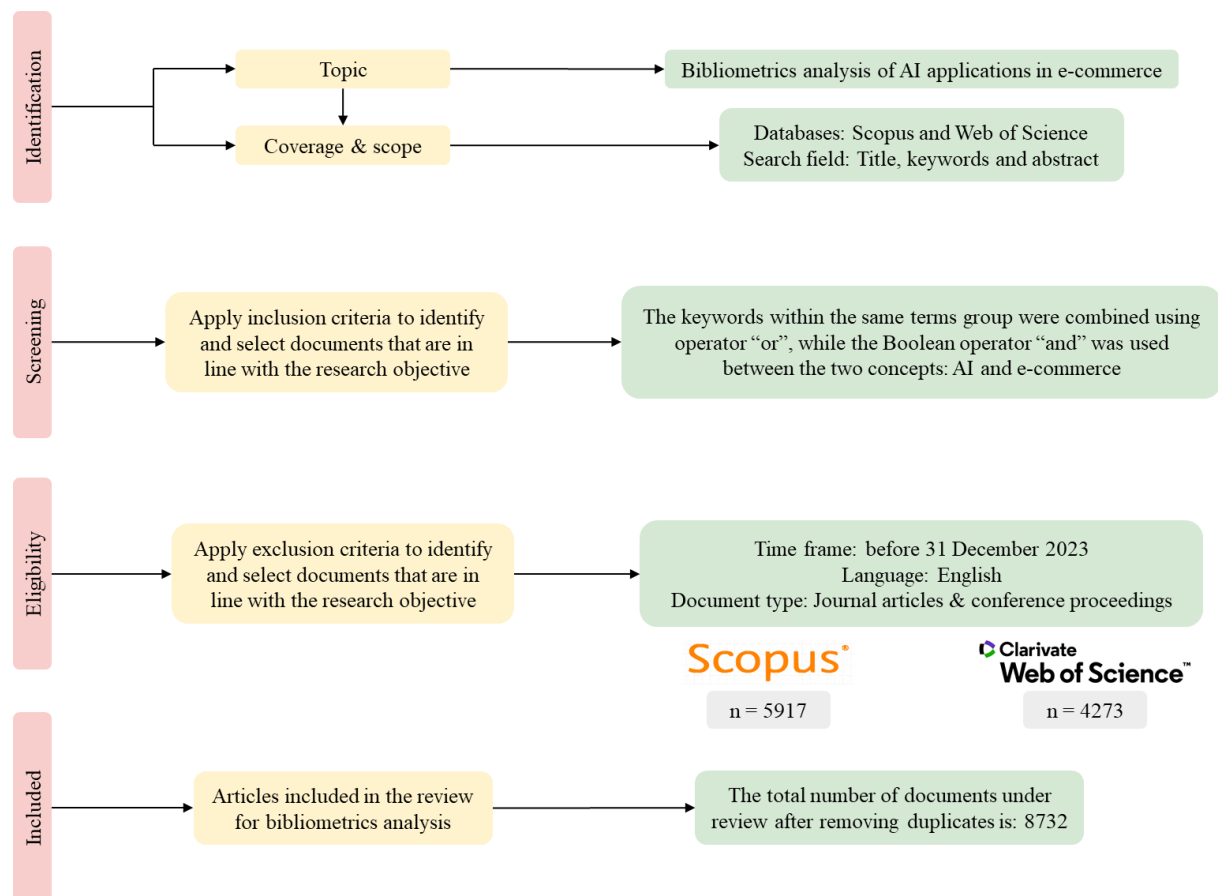 Identification
Topic
Bibliometrics analysis of AI applications in e-commerce
Coverage & scope
Databases: Scopus and Web of Science
Search field: Title, keywords and abstract
Screening
Apply inclusion criteria to identify
and select documents that are in
line with the research objective
The keywords within the same terms group were combined using
operator “or”, while the Boolean operator “and” was used
between the two concepts: AI and e-commerce
Eligibility
Apply exclusion criteria to identify
and select documents that are in
line with the research objective
Time frame: before 31 December 2023
Language: English
Document type: Journal articles & conference proceedings
Scopus®
n = 5917
Clarivate
Web of Science™
n = 4273
Included
Articles included in the review
for bibliometrics analysis
The total number of documents under
review after removing duplicates is: 8732